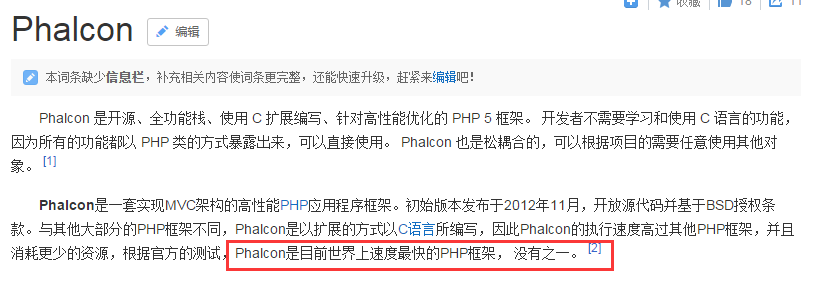 收藏 18 11
Phalcon 编辑
本词条缺少信息栏，补充相关内容使词条更完整，还能快速升级，赶紧来编辑吧！
Phalcon 是开源、全功能栈、使用 C 扩展编写、针对高性能优化的 PHP 5 框架。 开发者不需要学习和使用 C 语言的功能，
因为所有的功能都以 PHP 类的方式暴露出来，可以直接使用。 Phalcon 也是松耦合的，可以根据项目的需要任意使用其他对
象。 [1]
Phalcon是一套实现MVC架构的高性能PHP应用程序框架。初始版本发布于2012年11月，开放源代码并基于BSD授权条
款。与其他大部分的PHP框架不同，Phalcon是以扩展的方式以C语言所编写，因此Phalcon的执行速度高过其他PHP框架，并且
消耗更少的资源，根据官方的测试，Phalcon是目前世界上速度最快的PHP框架， 没有之一。 [2]